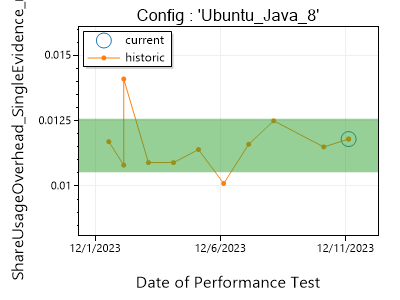 Config : 'Ubuntu_Java_8'
current
historic
ShareUsageOverhead_SingleEvidence_
0.015
0.0125
0.01
12/1/2023
12/6/2023
12/11/2023
Date of Performance Test